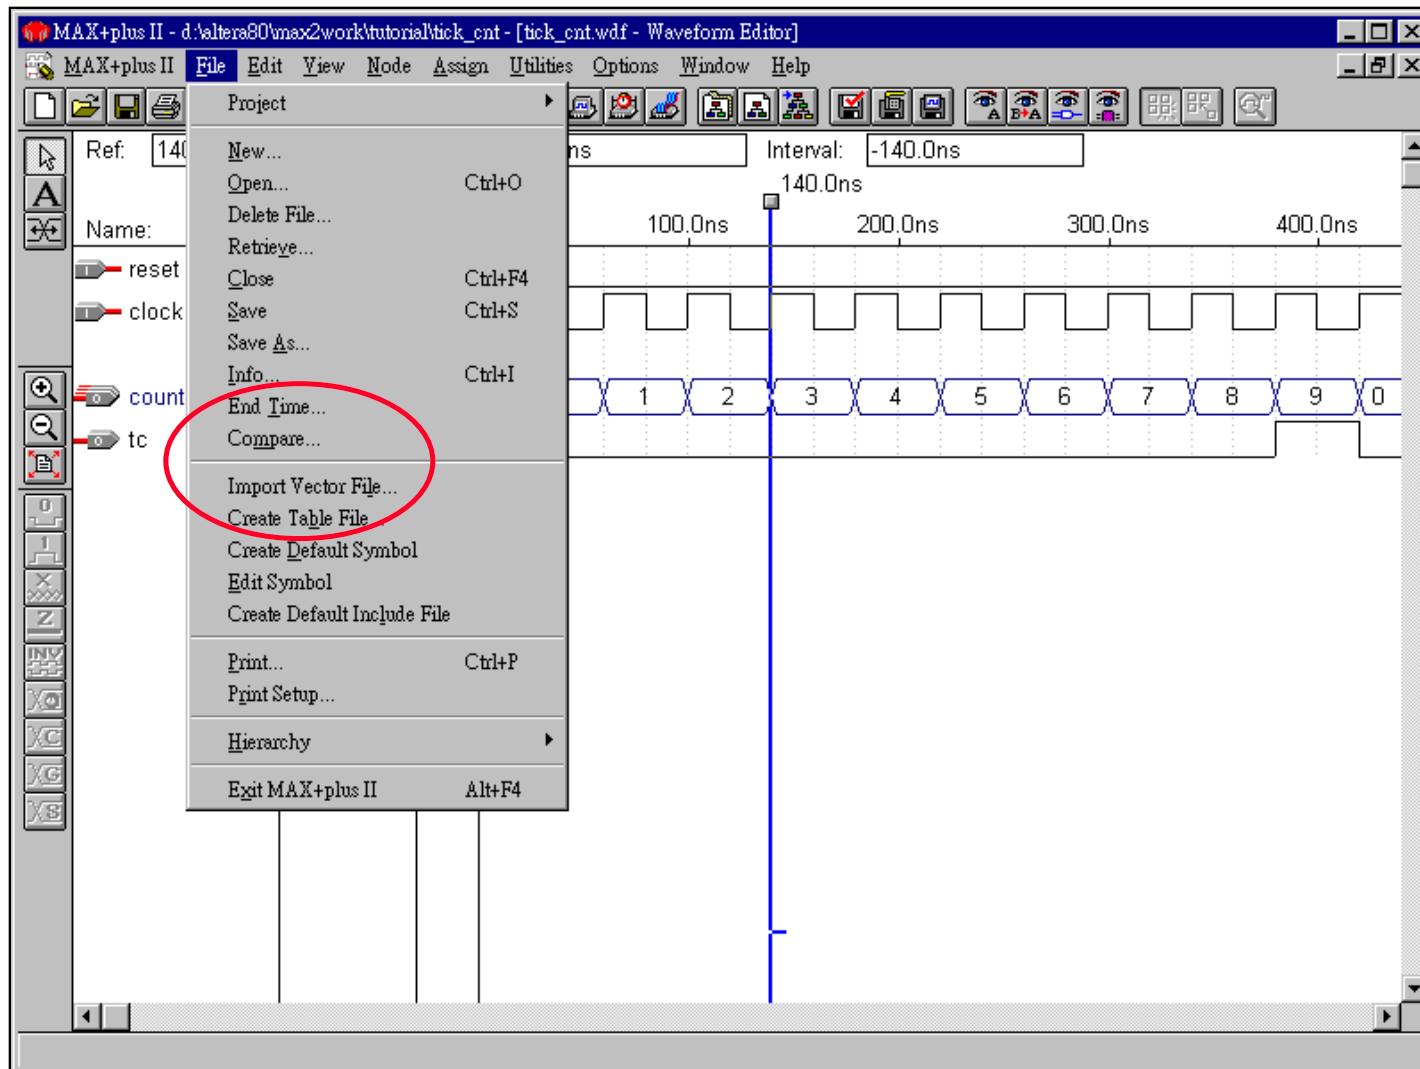 MAX+plus II - d:\altera80\max2work\tutorial\tick_cnt - [tick_cnt.wdf - Waveform Editor]
MAX+plus II File Edit View Node Assign Utilities Options Window Help
Project
Ref: Interval: -140.0ns
New...
Open... Ctrl+O
140.0ns
Delete File...
Name: 100.0ns 200.0ns 300.0ns 400.0ns
Retrieve...
reset
Close Ctrl+F4
clock
Save Ctrl+S
Save As...
Info... Ctrl+I
count 1 2 3 4 5 6 7 8 9 0
End Time...
tc
Compare...
Import Vector File...
Create Table File...
Create Default Symbol
Edit Symbol
Create Default Include File
Print... Ctrl+P
Print Setup...
Hierarchy
Exit MAX+plus II Alt+F4